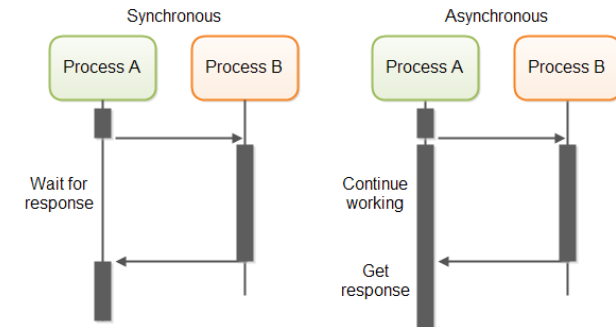 Synchronous
Asynchronous
Process A
Process B
Process A
Process B
Wait for
response
Continue
working
Get
response